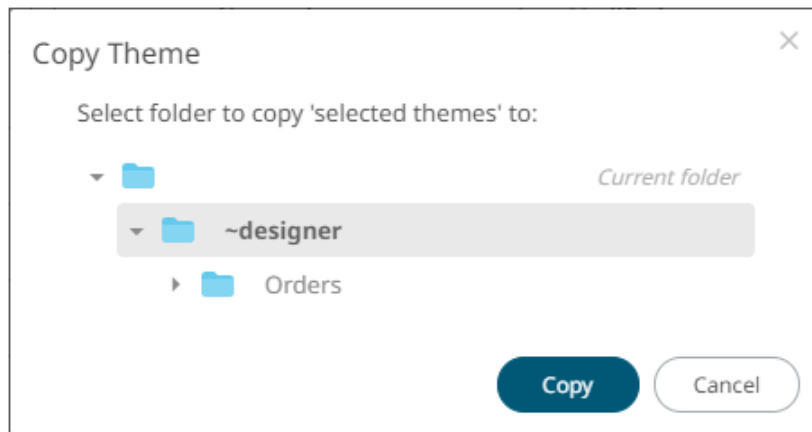 Copy Theme
Select folder to copy 'selected themes' to:
Current folder
~designer
Orders
Copy Cancel